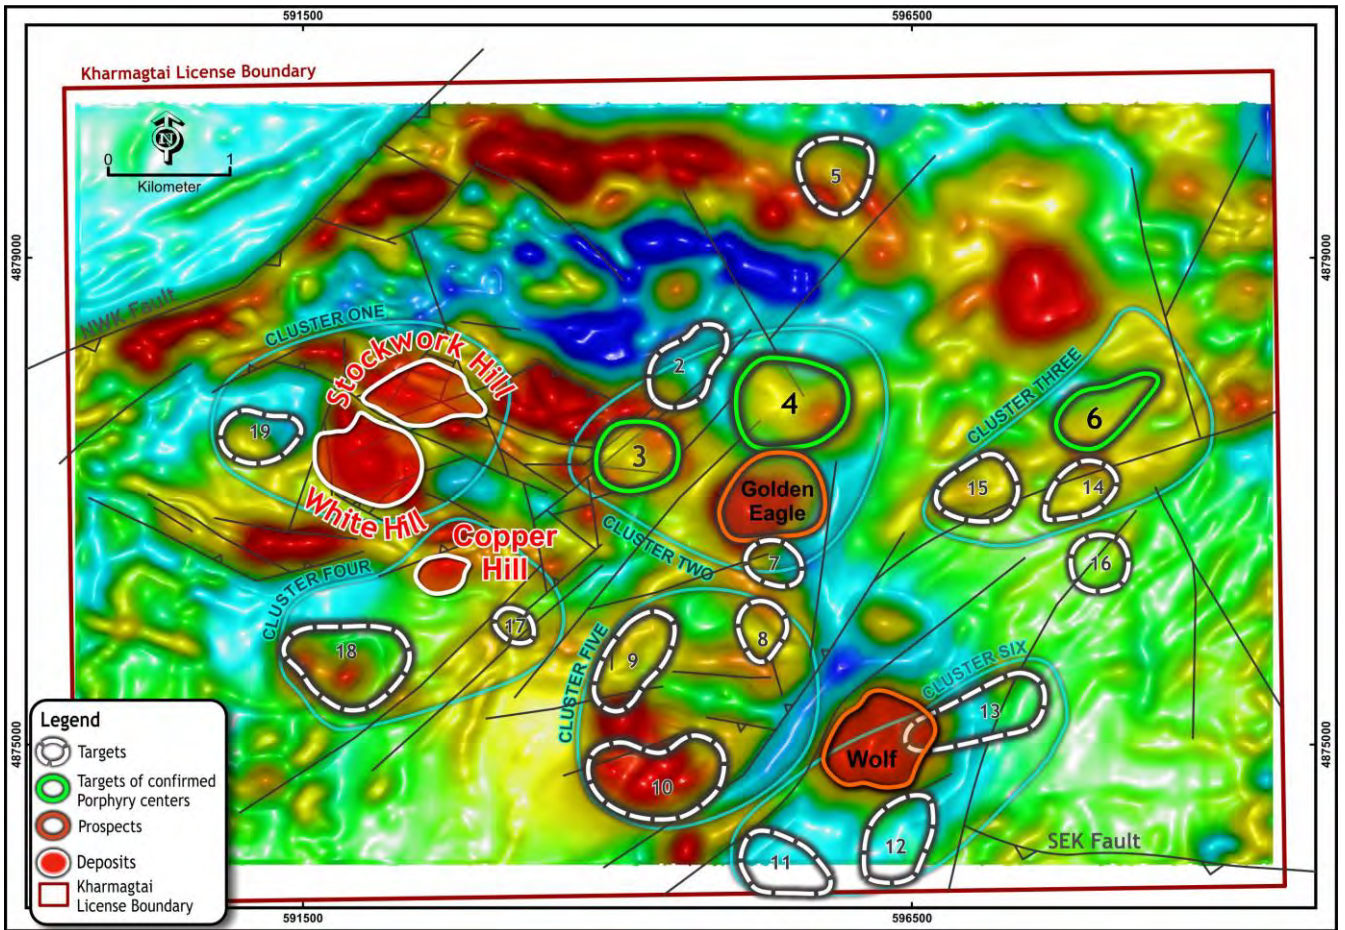 591500
596500
Kharmagtai License Boundary
N
0 1
Kilometer
5
4879000
4879000
NWK Fault
CLUSTER ONE
Stockwork Hill
2
4
CLUSTER THREE
6
19
3
15
14
Golden
Eagle
White Hill
CLUSTER TWO
Copper
Hill
7
16
CLUSTER FOUR
17
8
18
9
CLUSTER FIVE
CLUSTER SIX
13
4875000
4875000
Wolf
10
12
11
SEK Fault
Legend
Targets
Targets of confirmed
Porphyry centers
Prospects
Deposits
Kharmagtai
License Boundary
591500
596500